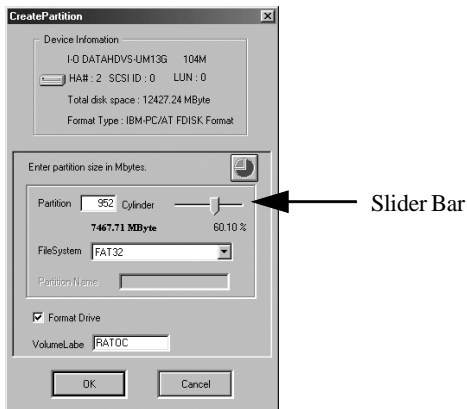 CreatePartition
Device Infomation
I-O DATAHDVS-UM13G 104M
HA# : 2 SCSI ID : 0 LUN : 0
Total disk space : 12427.24 MByte
Format Type : IBM-PC/AT FDISK Format
Enter partition size in Mbytes.
Partition 952 Cylinder
Slider Bar
7467.71 MByte 60.10 %
FileSystem FAT32
Partition Name
Format Drive
VolumeLabe RATOC
OK Cancel